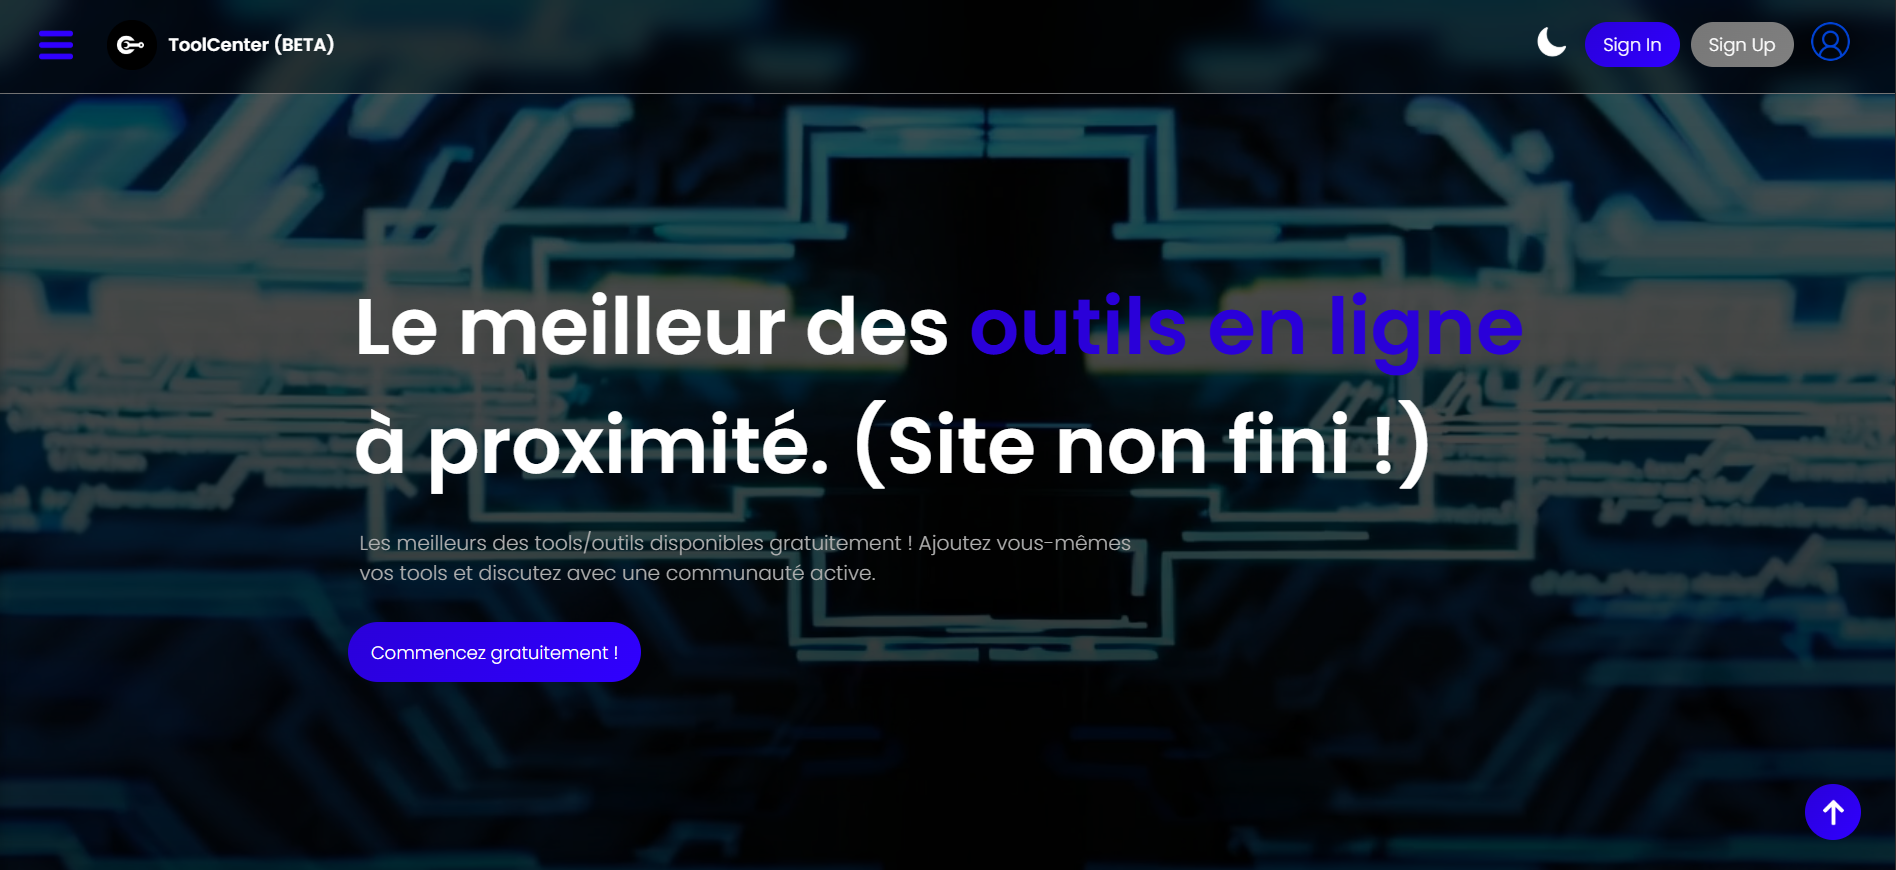 ToolCenter (BETA)
Sign In
Sign Up
Le meilleur des outils en ligne
à proximité. (Site non fini !)
Les meilleurs des tools/outils disponibles gratuitement ! Ajoutez vous-mêmes
vos tools et discutez avec une communauté active.
Commencez gratuitement !